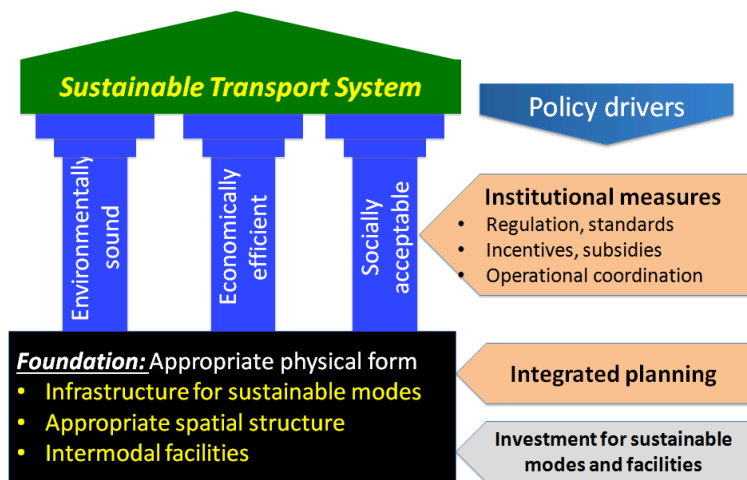 Sustainable Transport System
Policy drivers
Environmentally
sound
Economically
efficient
Socially
acceptable
Institutional measures
• Regulation, standards
• Incentives, subsidies
• Operational coordination
Foundation: Appropriate physical form
• Infrastructure for sustainable modes
• Appropriate spatial structure
• Intermodal facilities
Integrated planning
Investment for sustainable
modes and facilities